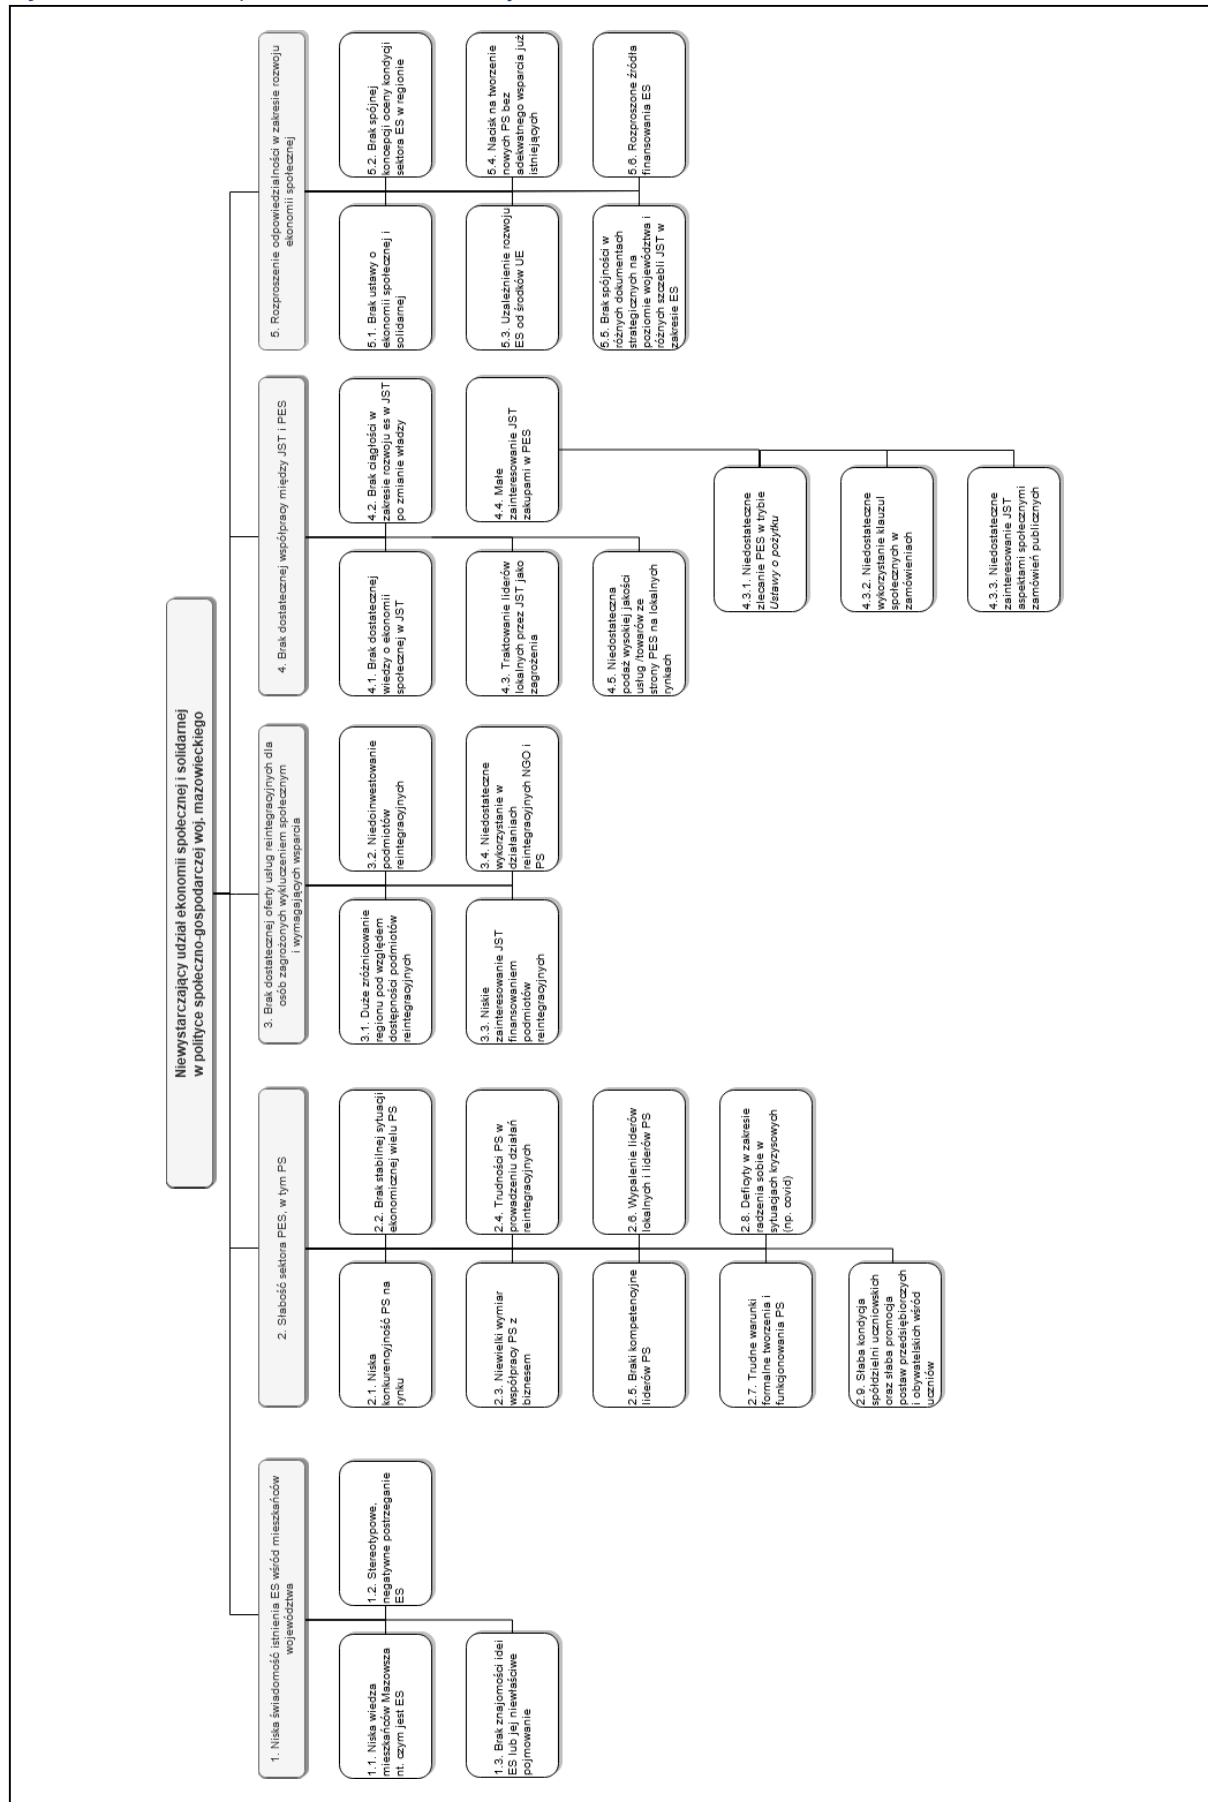 Niewystarczający udział ekonomii społecznej i solidarnej
w polityce społeczno-gospodarczej woj. mazowieckiego
1. Niska świadomość istnienia ES wśród mieszkańców
województwa
1.1. Niska wiedza
mieszkańców Mazowsza
nt. czym jest ES
1.2. Stereotypowe,
negatywne postrzeganie
ES
1.3. Brak znajomości idei
ES lub jej niewłaściwe
pojmowanie
2. Słabość sektora PES, w tym PS
2.1. Niska
konkurencyjność PS na
rynku
2.2. Brak stabilnej sytuacji
ekonomicznej wielu PS
2.3. Niewielki wymiar
współpracy PS z
biznesem
2.4. Trudności PS w
prowadzeniu działań
reintegracyjnych
2.5. Braki kompetencyjne
liderów PS
2.6. Wypalenie liderów
lokalnych i liderów PS
2.7. Trudne warunki
formalne tworzenia i
funkcjonowania PS
2.8. Deficyty w zakresie
radzenia sobie w
sytuacjach kryzysowych
(np. covid)
2.9. Słaba kondycja
spółdzielni uczniowskich
oraz słaba promocja
postaw przedsiębiorczych
i obywatelskich wśród
uczniów
3. Brak dostatecznej oferty usług reintegracyjnych dla
osób zagrożonych wykluczeniem społecznym
i wymagających wsparcia
3.1. Duże zróżnicowanie
regionu pod względem
dostępności podmiotów
reintegracyjnych
3.2. Niedoinwestowanie
podmiotów
reintegracyjnych
3.3. Niskie
zainteresowanie JST
finansowaniem
podmiotów
reintegracyjnych
3.4. Niedostateczne
wykorzystanie w
działaniach
reintegracyjnych NGO i
PS
4. Brak dostatecznej współpracy między JST i PES
4.1. Brak dostatecznej
wiedzy o ekonomii
społecznej w JST
4.2. Brak ciągłości w
zakresie rozwoju es w JST
po zmianie władzy
4.3. Traktowanie liderów
lokalnych przez JST jako
zagrożenia
4.4. Małe
zainteresowanie JST
zakupami w PES
4.5. Niedostateczna
podaż wysokiej jakości
usług /towarów ze
strony PES na lokalnych
rynkach
4.3.1. Niedostateczne
zlecanie PES w trybie
Ustawy o pożytku
4.3.2. Niedostateczne
wykorzystanie klauzul
społecznych w
zamówieniach
4.3.3. Niedostateczne
zainteresowanie JST
aspektami społecznymi
zamówień publicznych
5. Rozproszenie odpowiedzialności w zakresie rozwoju
ekonomii społecznej
5.1. Brak ustawy o
ekonomii społecznej i
solidarnej
5.2. Brak spójnej
koncepcji oceny kondycji
sektora ES w regionie
5.3. Uzależnienie rozwoju
ES od środków UE
5.4. Nacisk na tworzenie
nowych PS bez
adekwatnego wsparcia już
istniejących
5.5. Brak spójności w
różnych dokumentach
strategicznych na
poziomie województwa i
różnych szczebli JST w
zakresie ES
5.6. Rozproszone źródła
finansowania ES